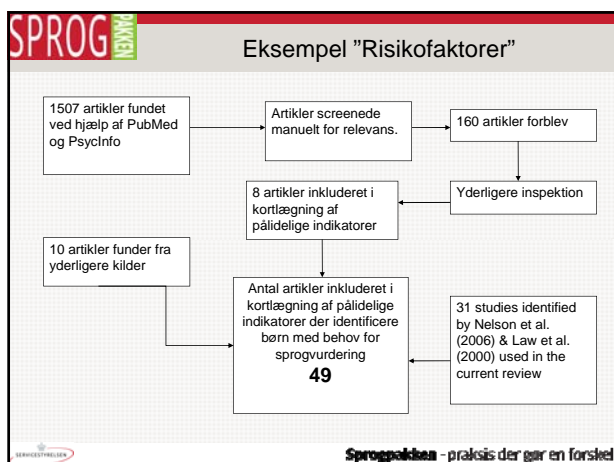 SPROG PAKKEN
Eksempel ”Risikofaktorer”
1507 artikler fundet
ved hjælp af PubMed
og PsycInfo
Artikler screenede
manuelt for relevans.
160 artikler forblev
Yderligere inspektion
8 artikler inkluderet i
kortlægning af
pålidelige indikatorer
10 artikler funder fra
yderligere kilder
Antal artikler inkluderet i
kortlægning af pålidelige
indikatorer der identificere
børn med behov for
sprogvurdering
49
31 studies identified
by Nelson et al.
(2006) & Law et al.
(2000) used in the
current review
SERVICESTYRELSEN
Sprogpakken - praksis der gør en forskel